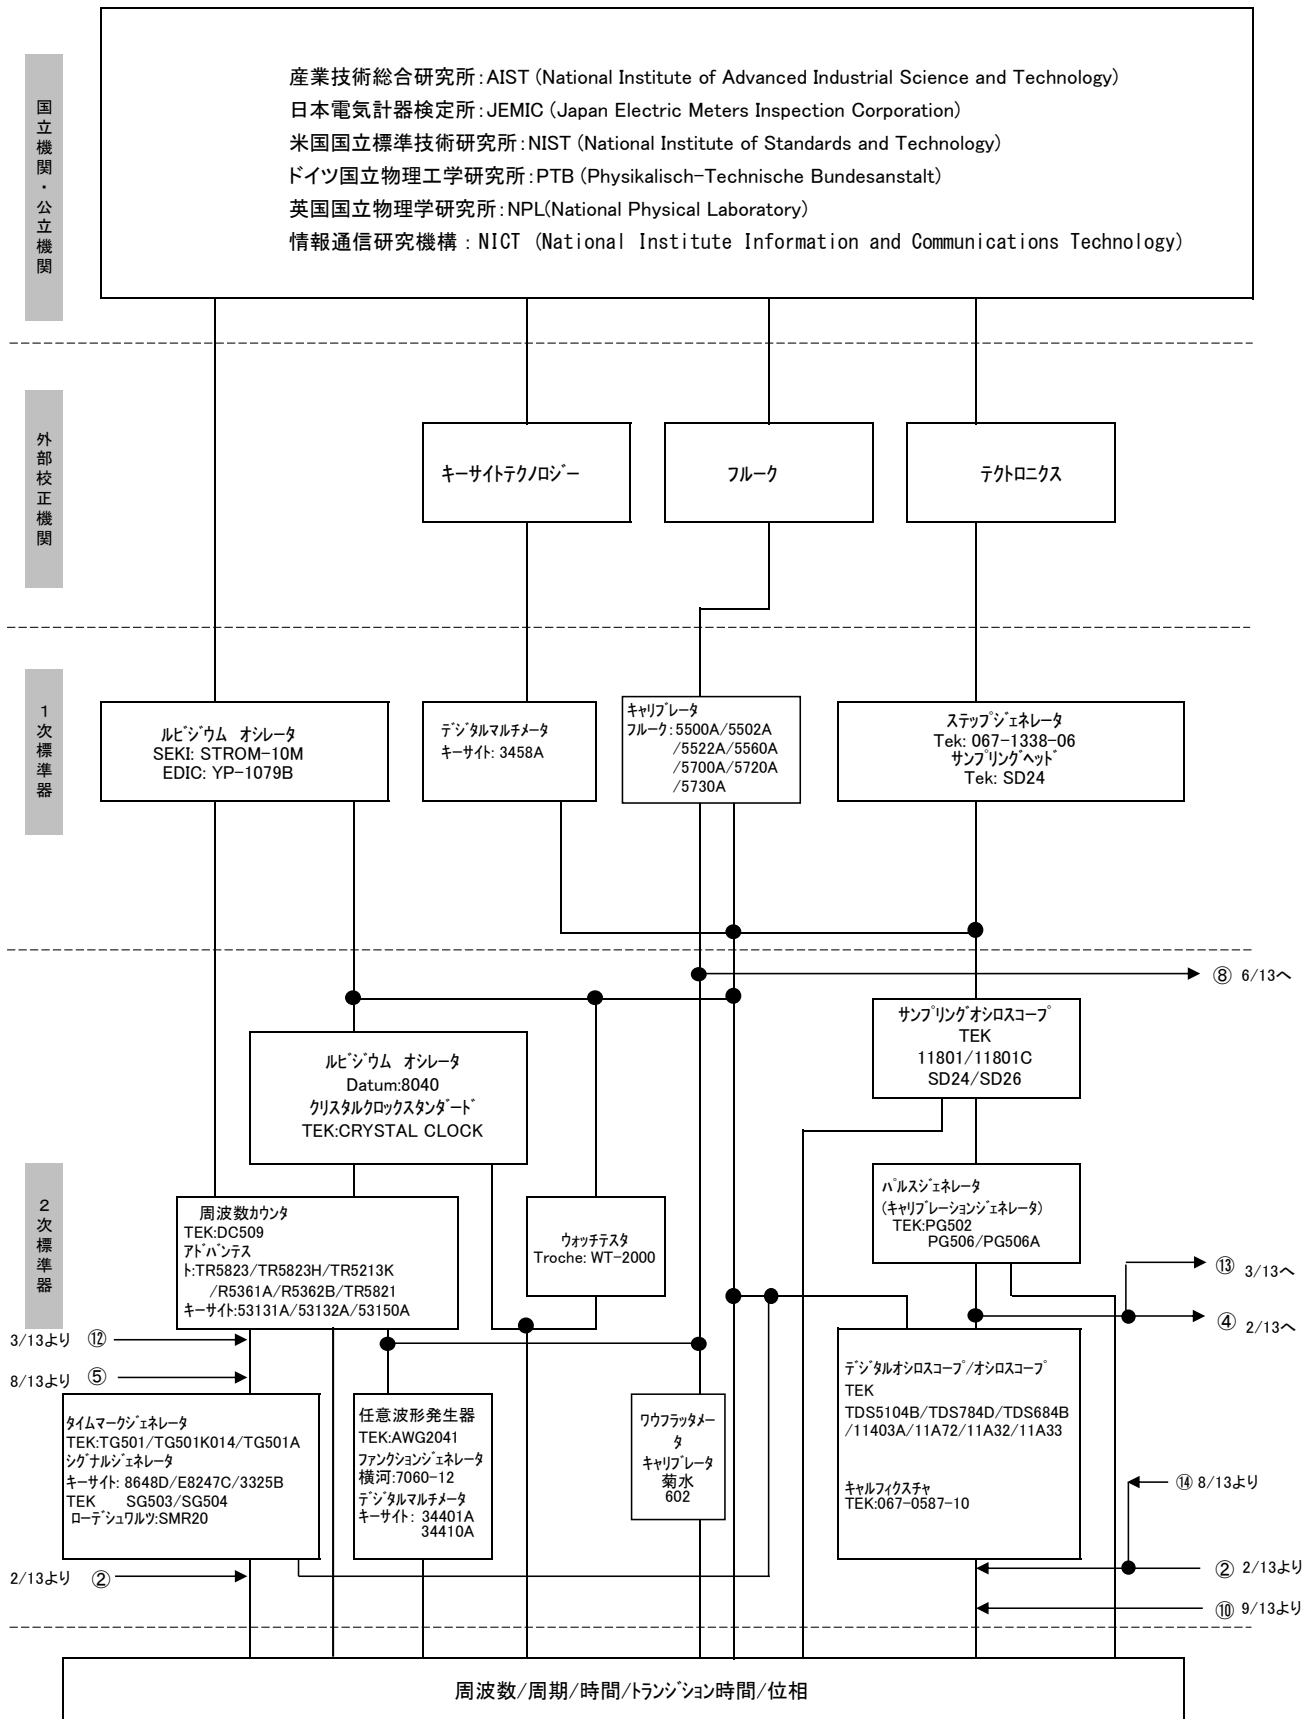 国立機関・公立機関
産業技術総合研究所：AIST (National Institute of Advanced Industrial Science and Technology)
日本電気計器検定所：JEMIC (Japan Electric Meters Inspection Corporation)
米国国立標準技術研究所：NIST (National Institute of Standards and Technology)
ドイツ国立物理工学研究所：PTB (Physikalisch-Technische Bundesanstalt)
英国国立物理学研究所：NPL(National Physical Laboratory)
情報通信研究機構 ： NICT (National Institute Information and Communications Technology)
外部校正機関
キーサイトテクノロジー
フルーク
テクトロニクス
1次標準器
ルビジウム オシレータ
SEKI: STROM-10M
EDIC: YP-1079B
デジタルマルチメータ
キーサイト: 3458A
キャリブレータ
フルーク: 5500A/5502A
/5522A/5560A
/5700A/5720A
/5730A
ステップジェネレータ
Tek: 067-1338-06
サンプリングヘッド
Tek: SD24
⑧ 6/13へ
2次標準器
ルビジウム オシレータ
Datum:8040
クリスタルクロックスタンダード
TEK:CRYSTAL CLOCK
サンプリングオシロスコープ
TEK
11801/11801C
SD24/SD26
周波数カウンタ
TEK:DC509
アドバンテス
ト:TR5823/TR5823H/TR5213K
/R5361A/R5362B/TR5821
キーサイト:53131A/53132A/53150A
ウォッチテスタ
Troche: WT-2000
パルスジェネレータ
(キャリブレーションジェネレータ)
TEK:PG502
PG506/PG506A
⑬ 3/13へ
④ 2/13へ
3/13より ⑫
8/13より ⑤
タイムマークジェネレータ
TEK:TG501/TG501K014/TG501A
シグナルジェネレータ
キーサイト: 8648D/E8247C/3325B
TEK SG503/SG504
ローデシュワルツ:SMR20
任意波形発生器
TEK:AWG2041
ファンクションジェネレータ
横河:7060-12
デジタルマルチメータ
キーサイト: 34401A
34410A
ワウフラッタメー
タ
キャリブレータ
菊水
602
デジタルオシロスコープ/オシロスコープ
TEK
TDS5104B/TDS784D/TDS684B
/11403A/11A72/11A32/11A33
キャルフィクスチャ
TEK:067-0587-10
⑭ 8/13より
2/13より ②
② 2/13より
⑩ 9/13より
周波数/周期/時間/トランジション時間/位相